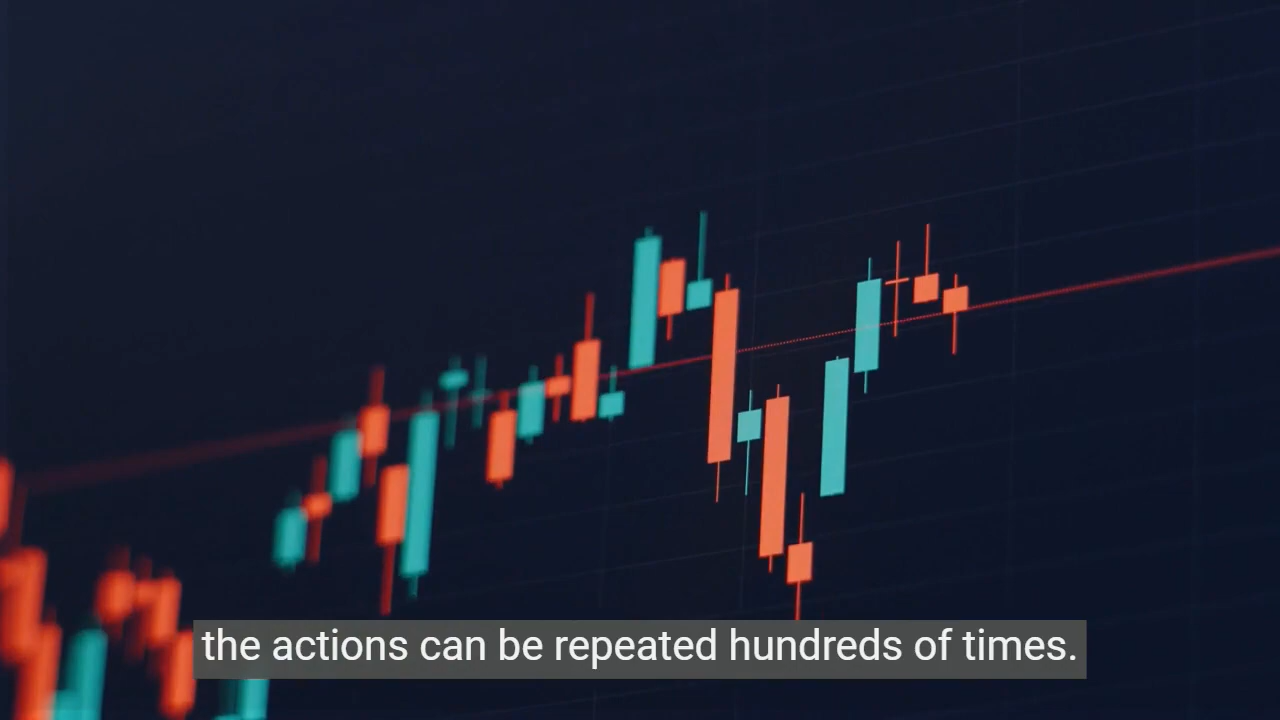 the actions can be repeated hundreds of times.